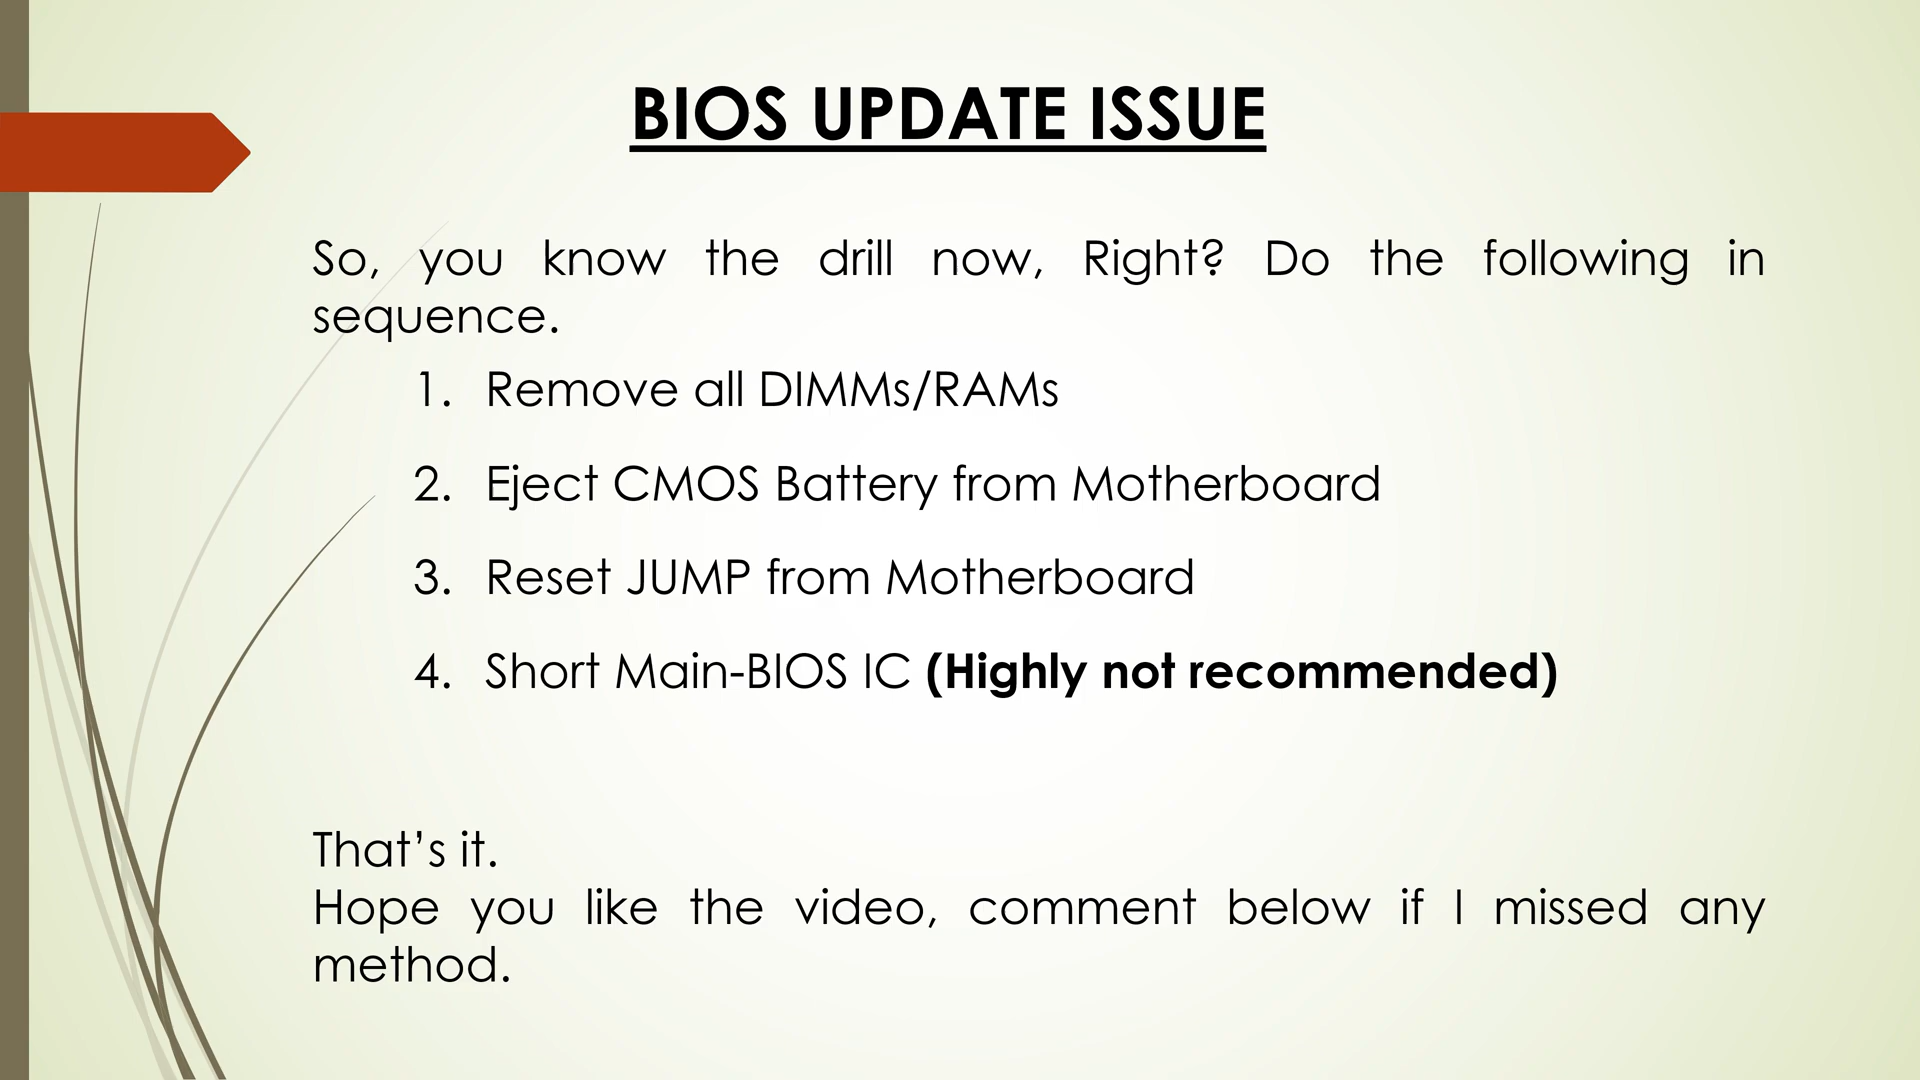 BIOS UPDATE ISSUE
So, you know the drill now, Right? Do the following in
sequence.
1. Remove all DIMMs/RAMs
2. Eject CMOS Battery from Motherboard
3. Reset JUMP from Motherboard
4. Short Main-BIOS IC (Highly not recommended)
That’s it.
Hope you like the video, comment below if I missed any
method.